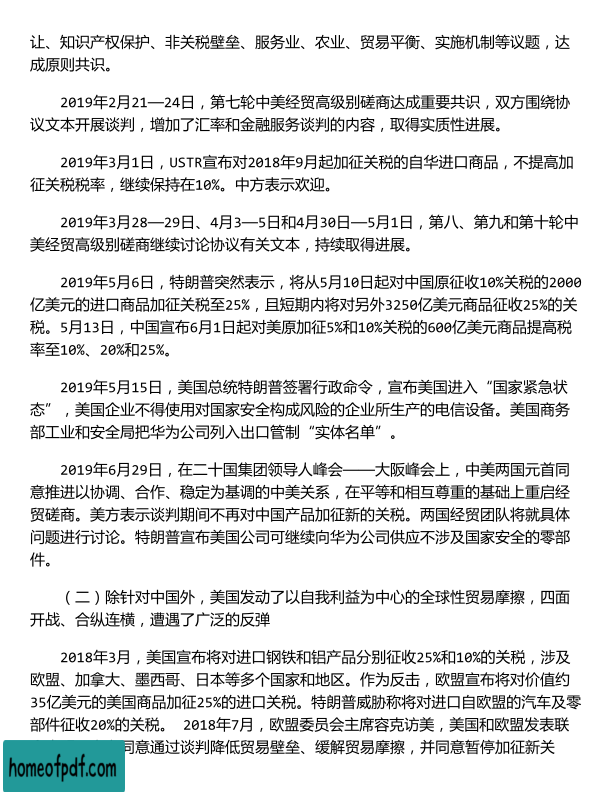 让、知识产权保护、非关税壁垒、服务业、农业、贸易平衡、实施机制等议题，达
成原则共识。
2019年2月21—24日，第七轮中美经贸高级别磋商达成重要共识，双方围绕协
议文本开展谈判，增加了汇率和金融服务谈判的内容，取得实质性进展。
2019年3月1日，USTR宣布对2018年9月起加征关税的自华进口商品，不提高加
征关税税率，继续保持在10%。中方表示欢迎。
2019年3月28—29日、4月3—5日和4月30日—5月1日，第八、第九和第十轮中
美经贸高级别磋商继续讨论协议有关文本，持续取得进展。
2019年5月6日，特朗普突然表示，将从5月10日起对中国原征收10%关税的2000
亿美元的进口商品加征关税至25%，且短期内将对另外3250亿美元商品征收25%的关
税。5月13日，中国宣布6月1日起对美原加征5%和10%关税的600亿美元商品提高税
率至10%、20%和25%。
2019年5月15日，美国总统特朗普签署行政命令，宣布美国进入“国家紧急状
态”，美国企业不得使用对国家安全构成风险的企业所生产的电信设备。美国商务
部工业和安全局把华为公司列入出口管制“实体名单”。
2019年6月29日，在二十国集团领导人峰会——大阪峰会上，中美两国元首同
意推进以协调、合作、稳定为基调的中美关系，在平等和相互尊重的基础上重启经
贸磋商。美方表示谈判期间不再对中国产品加征新的关税。两国经贸团队将就具体
问题进行讨论。特朗普宣布美国公司可继续向华为公司供应不涉及国家安全的零部
件。
（二）除针对中国外，美国发动了以自我利益为中心的全球性贸易摩擦，四面
开战、合纵连横，遭遇了广泛的反弹
2018年3月，美国宣布将对进口钢铁和铝产品分别征收25%和10%的关税，涉及
欧盟、加拿大、墨西哥、日本等多个国家和地区。作为反击，欧盟宣布将对价值约
35亿美元的美国商品加征25%的进口关税。特朗普威胁称将对进口自欧盟的汽车及零
部件征收20%的关税。 2018年7月，欧盟委员会主席容克访美，美国和欧盟发表联
同意通过谈判降低贸易壁垒、缓解贸易摩擦，并同意暂停加征新关
homeofpdf.com